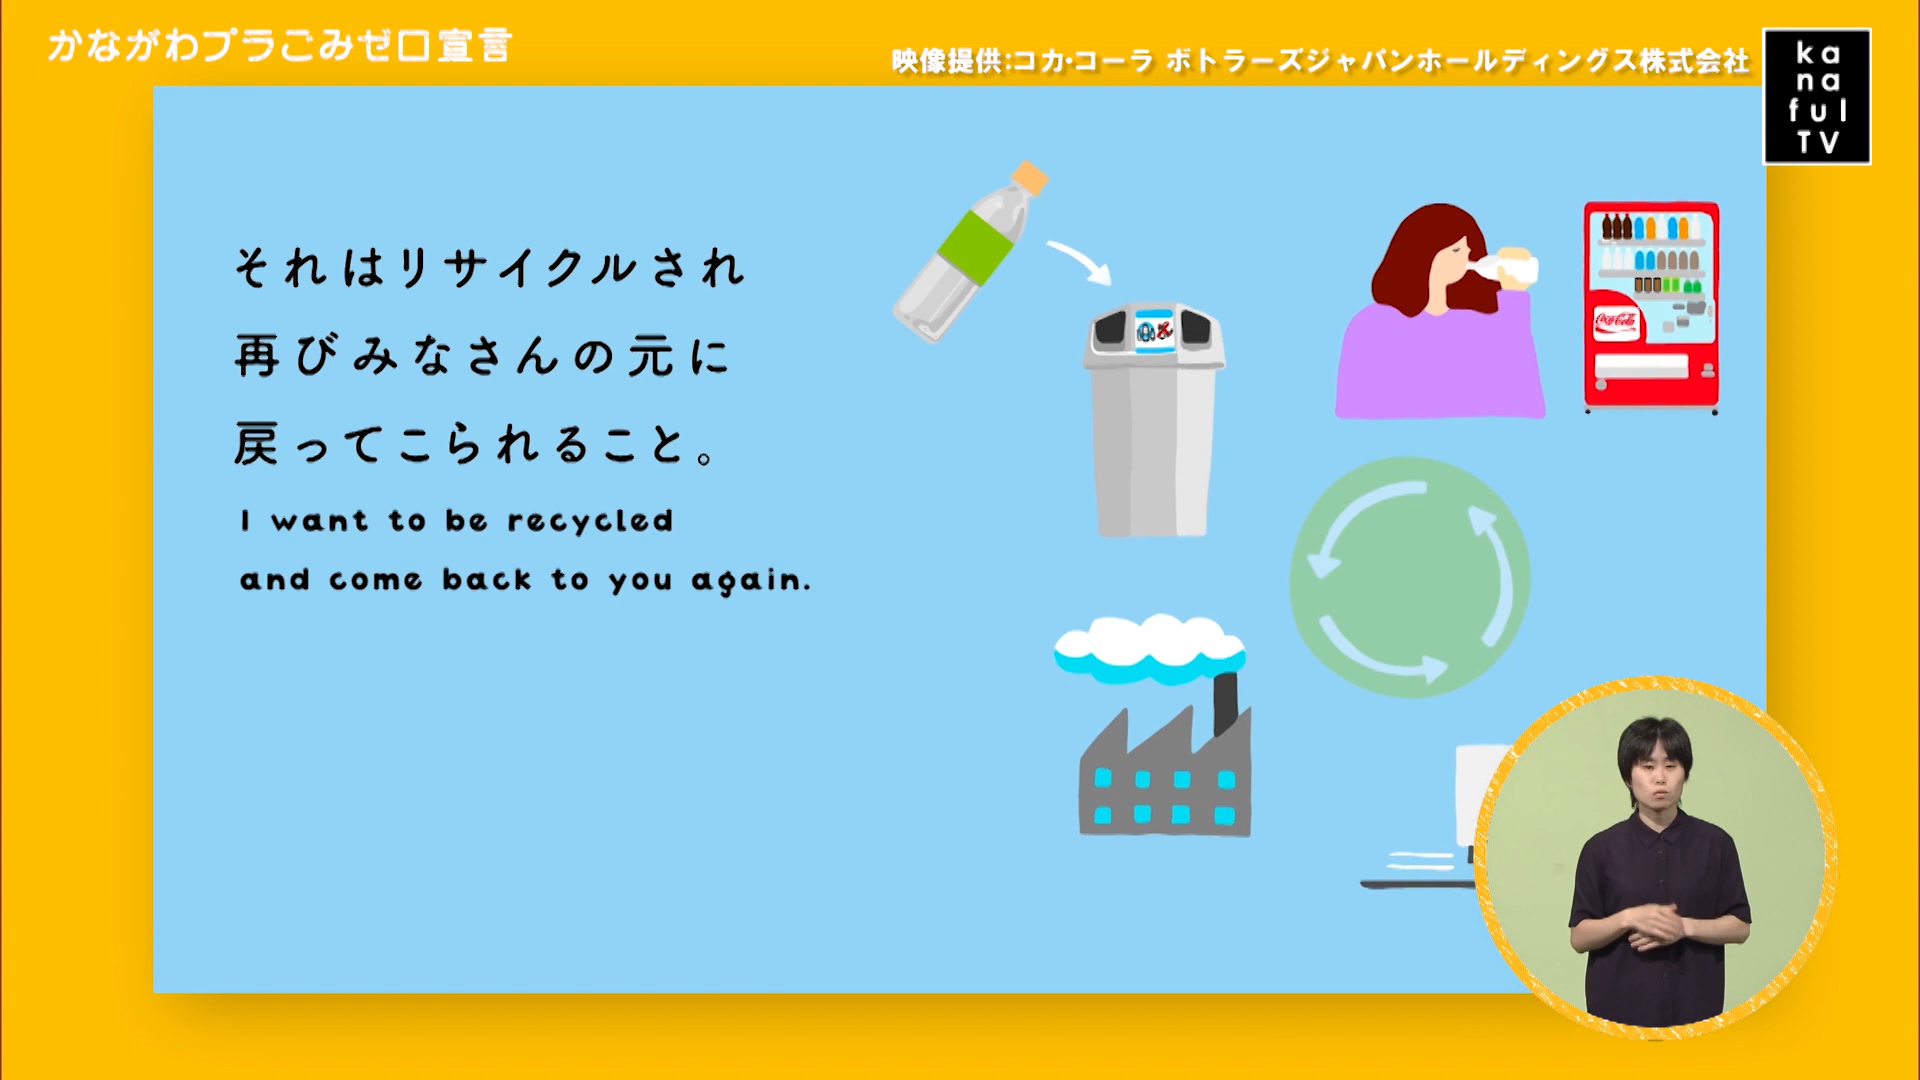 かながわプラごみゼロ宣言
映像提供:コカ・コーラ ボトラーズジャパンホールディングス株式会社
ka
na
ful
TV
それはリサイクルされ
再びみなさんの元に
戻ってこられること。
I want to be recycled
and come back to you again.
Coca-Cola